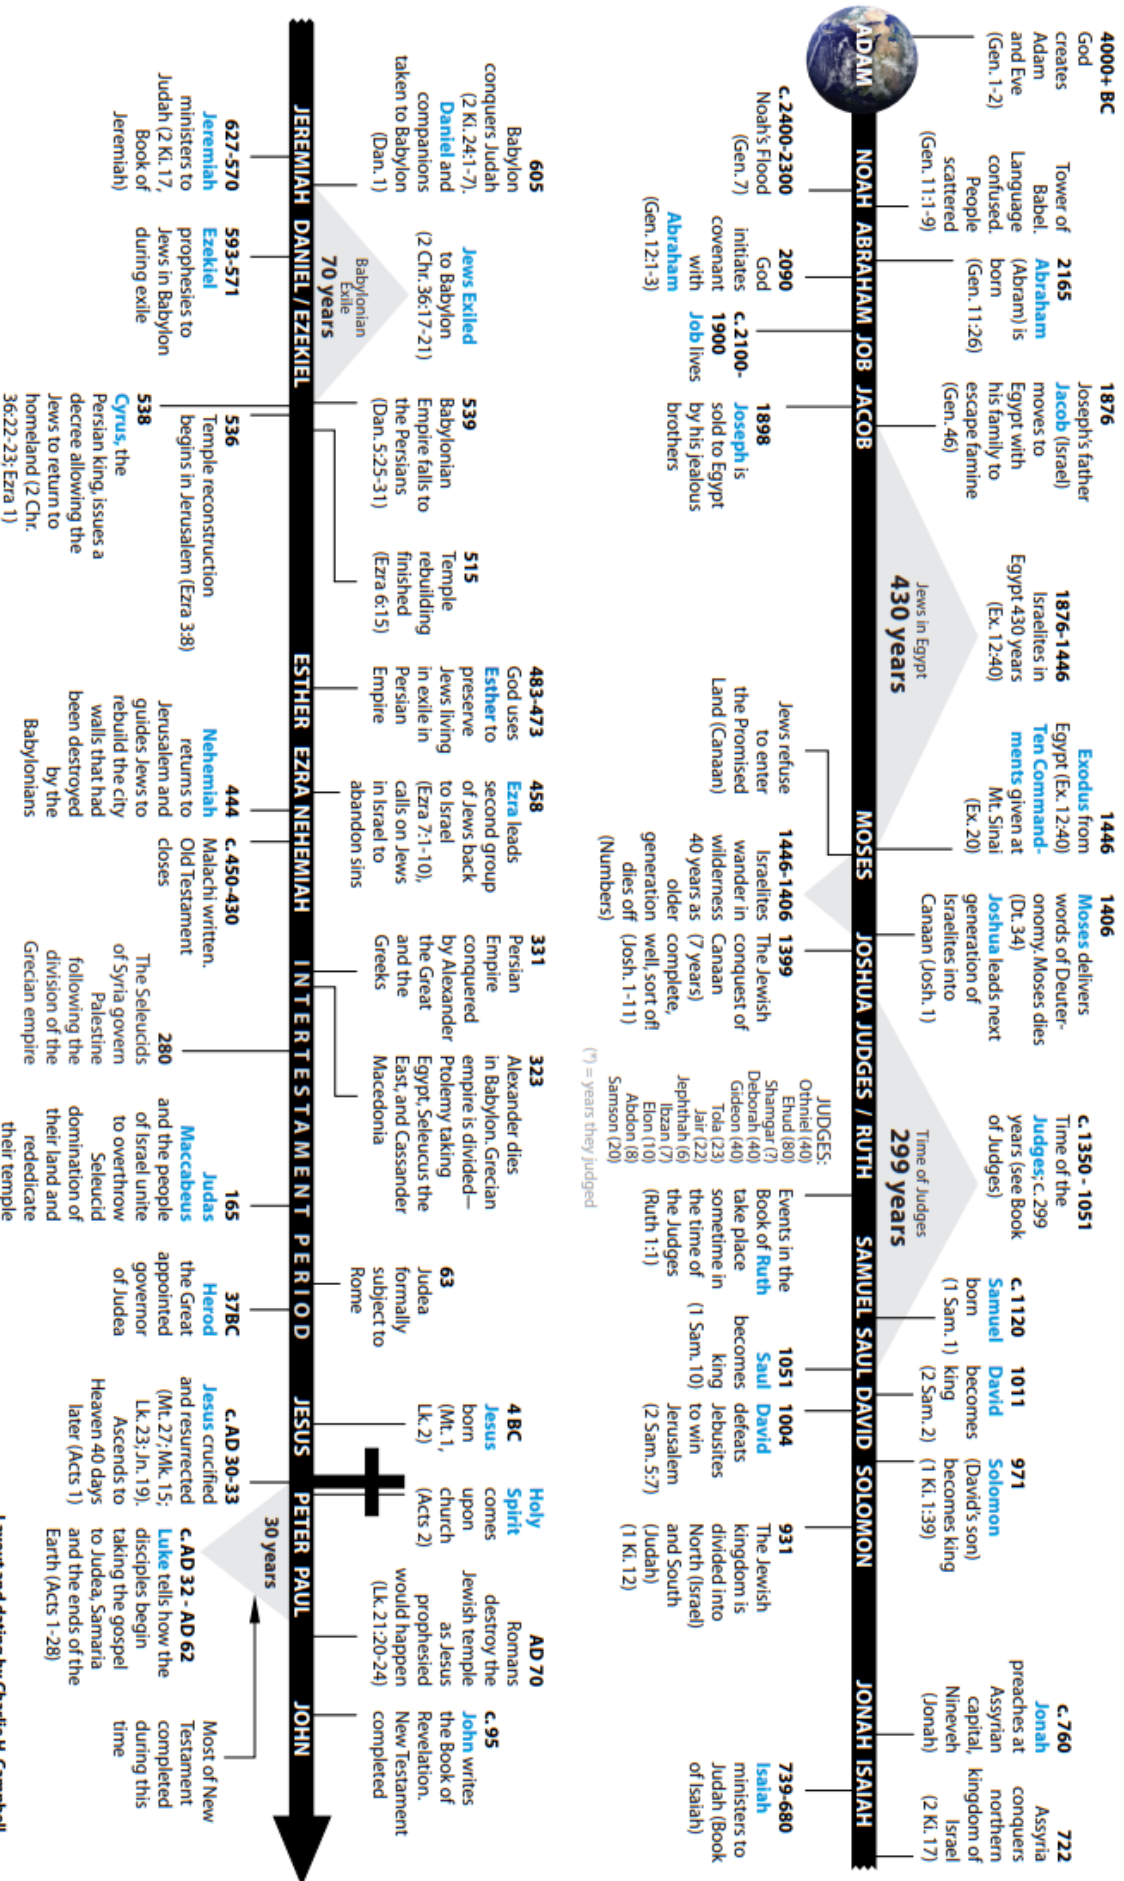 4000+ BC
God
creates
Adam
and Eve
(Gen. 1-2)
Tower of
Babel.
Language
confused.
People
scattered
(Gen. 11:1-9)
2165
Abraham
(Abram) is
born
(Gen. 11:26)
1876
Joseph's father
Jacob (Israel)
moves to
Egypt with
his family to
escape famine
(Gen. 46)
1876-1446
Israelites in
Egypt 430 years
(Ex. 12:40)
1446
Exodus from
Egypt (Ex. 12:40)
Ten Command-
ments given at
Mt. Sinai
(Ex. 20)
1406
Moses delivers
words of Deuter-
onomy. Moses dies
(Dt. 34)
Joshua leads next
generation of
Israelites into
Canaan (Josh. 1)
c. 1350 - 1051
Time of the
Judges; c. 299
years (see Book
of Judges)
c. 1120
Samuel
born
(1 Sam. 1)
1011
David
becomes
king
(2 Sam. 2)
971
Solomon
(David's son)
becomes king
(1 Ki. 1:39)
c. 760
Jonah
preaches at
Assyrian
capital,
Nineveh
(Jonah)
722
Assyria
conquers
northern
kingdom of
Israel
(2 Ki. 17)
Jews in Egypt
430 years
Time of Judges
299 years
ADAM NOAH ABRAHAM JOB JACOB MOSES JOSHUA JUDGES / RUTH SAMUEL SAUL DAVID SOLOMON JONAH ISAIAH
c. 2400-2300
Noah's Flood
(Gen. 7)
2090
God
initiates
covenant
with
Abraham
(Gen. 12:1-3)
c. 2100-
1900
Job lives
1898
Joseph is
sold to Egypt
by his jealous
brothers
Jews refuse
to enter
the Promised
Land (Canaan)
1446-1406
Israelites
wander in
wilderness
40 years as
older
generation
dies off
(Numbers)
1399
The Jewish
conquest of
Canaan
(7 years)
complete,
well, sort of!
(Josh. 1-11)
JUDGES:
Othniel (40)
Ehud (80)
Shamgar (?)
Deborah (40)
Gideon (40)
Tola (23)
Jair (22)
Jephthah (6)
Ibzan (7)
Elon (10)
Abdon (8)
Samson (20)
(*) = years they judged
Events in the
Book of Ruth
take place
sometime in
the time of
the Judges
(Ruth 1:1)
1051
Saul
becomes
king
(1 Sam. 10)
1004
David
defeats
Jebusites
to win
Jerusalem
(2 Sam. 5:7)
931
The Jewish
kingdom is
divided into
North (Israel)
and South
(Judah)
(1 Ki. 12)
739-680
Isaiah
ministers to
Judah (Book
of Isaiah)
605
Babylon
conquers Judah
(2 Ki. 24:1-7).
Daniel and
companions
taken to Babylon
(Dan. 1)
Jews Exiled
to Babylon
(2 Chr. 36:17-21)
539
Babylonian
Empire falls to
the Persians
(Dan. 5:25-31)
515
Temple
rebuilding
finished
(Ezra 6:15)
483-473
God uses
Esther to
preserve
Jews living
in exile in
Persian
Empire
458
Ezra leads
second group
of Jews back
to Israel
(Ezra 7:1-10),
calls on Jews
in Israel to
abandon sins
331
Persian
Empire
conquered
by Alexander
the Great
and the
Greeks
323
Alexander dies
in Babylon. Grecian
empire is divided—
Ptolemy taking
Egypt, Seleucus the
East, and Cassander
Macedonia
63
Judea
formally
subject to
Rome
4 BC
Jesus
born
(Mt. 1,
Lk. 2)
Holy
Spirit
comes
upon
church
(Acts 2)
AD 70
Romans
destroy the
Jewish temple
as Jesus
prophesied
would happen
(Lk. 21:20-24)
c. 95
John writes
the Book of
Revelation.
New Testament
completed
Babylonian
Exile
70 years
JEREMIAH DANIEL / EZEKIEL ESTHER EZRA NEHEMIAH INTERTESTAMENT PERIOD JESUS PETER PAUL JOHN
627-570
Jeremiah
ministers to
Judah (2 Ki. 17,
Book of
Jeremiah)
593-571
Ezekiel
prophesies to
Jews in Babylon
during exile
536
Temple reconstruction
begins in Jerusalem (Ezra 3:8)
538
Cyrus, the
Persian king, issues a
decree allowing the
Jews to return to
homeland (2 Chr.
36:22-23; Ezra 1)
444
Nehemiah
returns to
Jerusalem and
guides Jews to
rebuild the city
walls that had
been destroyed
by the
Babylonians
c. 450-430
Malachi written.
Old Testament
closes
280
The Seleucids
of Syria govern
Palestine
following the
division of the
Grecian empire
165
Judas
Maccabeus
and the people
of Israel unite
to overthrow
Seleucid
domination of
their land and
rededicate
their temple
37BC
Herod
the Great
appointed
governor
of Judea
c. AD 30-33
Jesus crucified
and resurrected
(Mt. 27; Mk. 15;
Lk. 23; Jn. 19).
Ascends to
Heaven 40 days
later (Acts 1)
30 years
c. AD 32 - AD 62
Luke tells how the
disciples begin
taking the gospel
to Judea, Samaria
and the ends of the
Earth (Acts 1-28)
Most of New
Testament
completed
during this
time
Layout and dating by Charlie H. Campbell